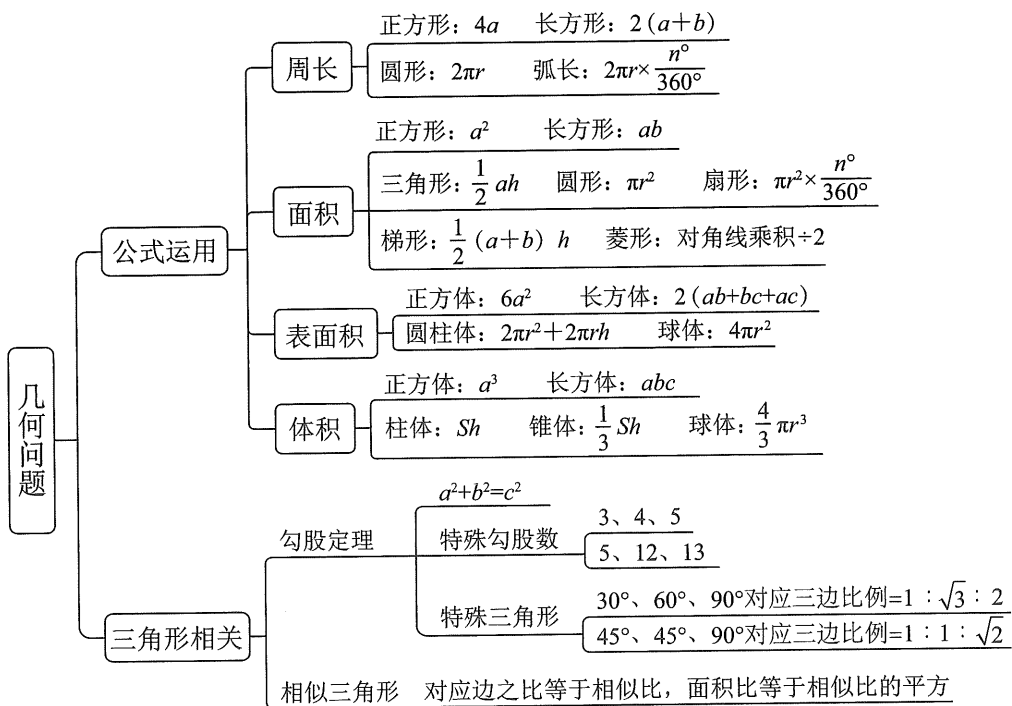 几何问题
公式运用
周长
正方形：4a 长方形：2(a+b)
圆形：2πr 弧长：2πr×n°/360°
面积
正方形：a² 长方形：ab
三角形：1/2 ah 圆形：πr² 扇形：πr²×n°/360°
梯形：1/2 (a+b) h 菱形：对角线乘积÷2
表面积
正方体：6a² 长方体：2(ab+bc+ac)
圆柱体：2πr²+2πrh 球体：4πr²
体积
正方体：a³ 长方体：abc
柱体：Sh 锥体：1/3 Sh 球体：4/3 πr³
三角形相关
勾股定理
a²+b²=c²
特殊勾股数
3、4、5
5、12、13
特殊三角形
30°、60°、90°对应三边比例=1∶√3∶2
45°、45°、90°对应三边比例=1∶1∶√2
相似三角形 对应边之比等于相似比，面积比等于相似比的平方